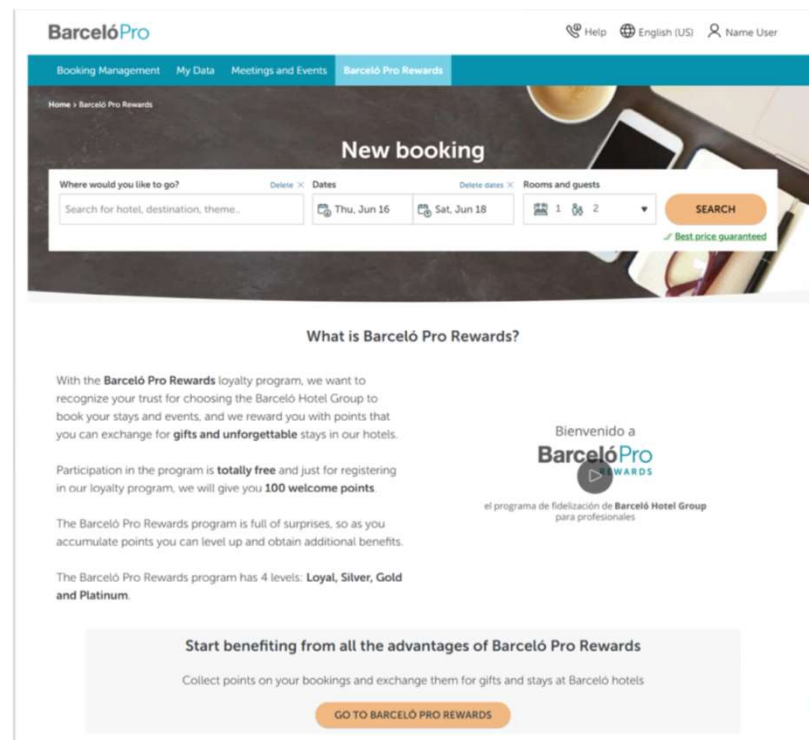 BarcelóPro
Help English (US) Name User
Booking Management My Data Meetings and Events Barceló Pro Rewards
Home > Barceló Pro Rewards
New booking
Where would you like to go? Delete × Dates Delete dates × Rooms and guests
Search for hotel, destination, theme.. Thu, Jun 16 Sat, Jun 18 1 2 SEARCH
Best price guaranteed
What is Barceló Pro Rewards?
With the Barceló Pro Rewards loyalty program, we want to
recognize your trust for choosing the Barceló Hotel Group to
book your stays and events, and we reward you with points that
you can exchange for gifts and unforgettable stays in our hotels.
Participation in the program is totally free and just for registering
in our loyalty program, we will give you 100 welcome points.
The Barceló Pro Rewards program is full of surprises, so as you
accumulate points you can level up and obtain additional benefits.
The Barceló Pro Rewards program has 4 levels: Loyal, Silver, Gold
and Platinum.
Bienvenido a
BarcelóPro
REWARDS
el programa de fidelización de Barceló Hotel Group
para profesionales
Start benefiting from all the advantages of Barceló Pro Rewards
Collect points on your bookings and exchange them for gifts and stays at Barceló hotels
GO TO BARCELÓ PRO REWARDS